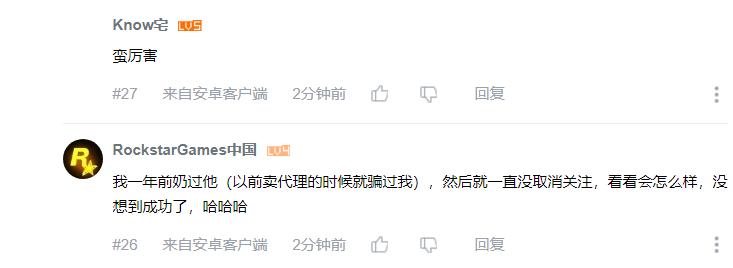 Know宅 LV5
蛮厉害
#27 来自安卓客户端 2分钟前 回复
R
RockstarGames中国 LV4
我一年前奶过他（以前卖代理的时候就骗过我），然后就一直没取消关注，看看会怎么样，没
想到成功了，哈哈哈
#26 来自安卓客户端 2分钟前 回复